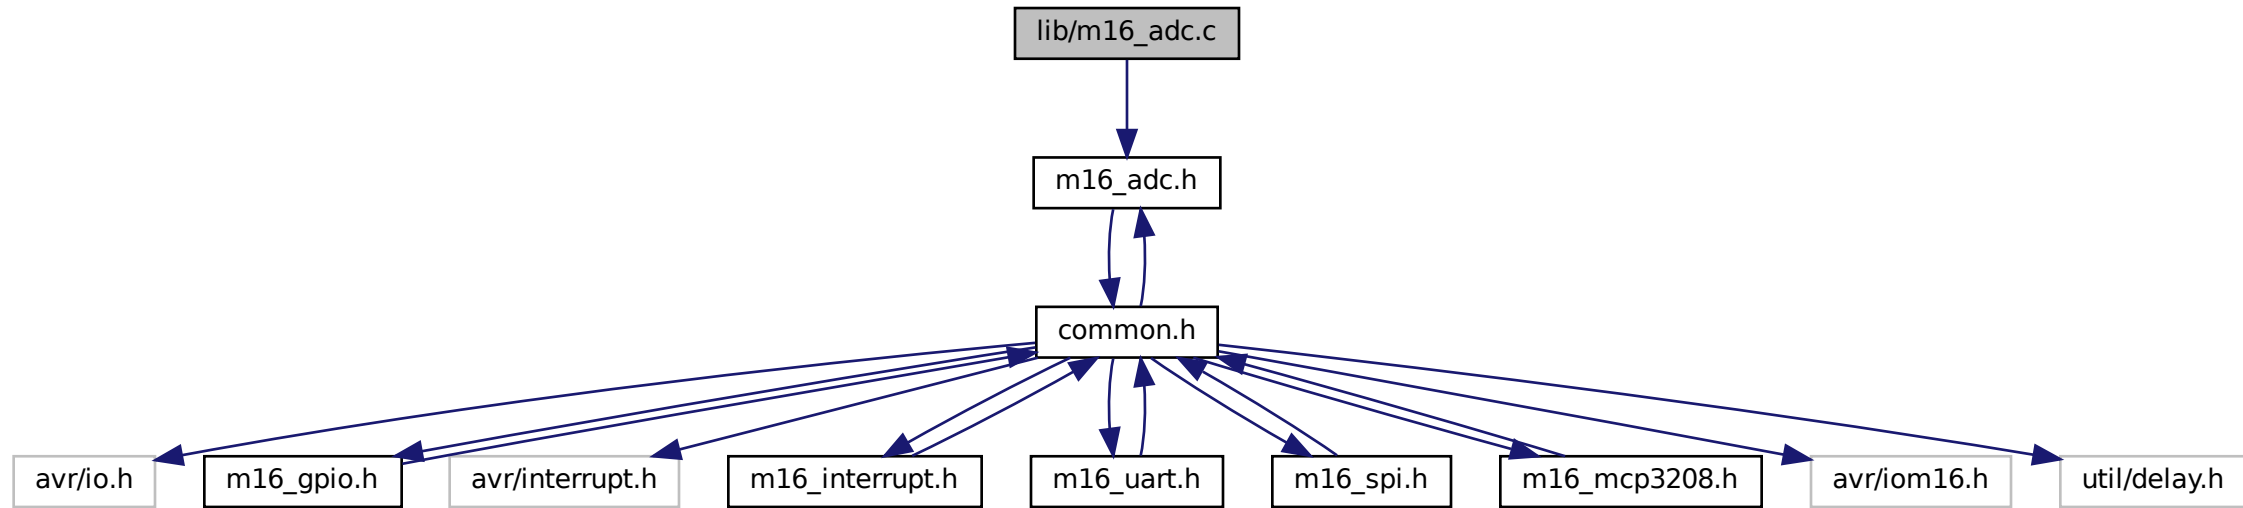 lib/m16_adc.c
m16_adc.h
common.h
avr/io.h
m16_gpio.h
avr/interrupt.h
m16_interrupt.h
m16_uart.h
m16_spi.h
m16_mcp3208.h
avr/iom16.h
util/delay.h